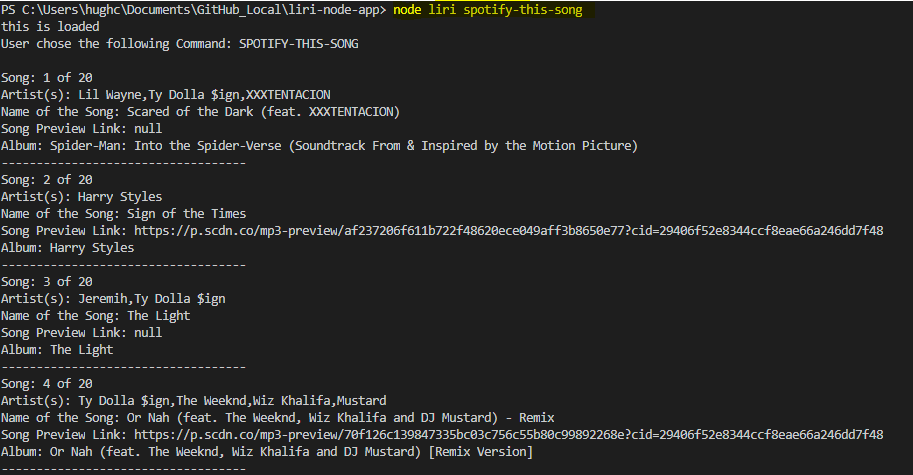 PS C:\Users\hughc\Documents\GitHub_Local\liri-node-app> node liri spotify-this-song
this is loaded
User chose the following Command: SPOTIFY-THIS-SONG
Song: 1 of 20
Artist(s): Lil Wayne,Ty Dolla $ign,XXXTENTACION
Name of the Song: Scared of the Dark (feat. XXXTENTACION)
Song Preview Link: null
Album: Spider-Man: Into the Spider-Verse (Soundtrack From & Inspired by the Motion Picture)
-----------------------------------
Song: 2 of 20
Artist(s): Harry Styles
Name of the Song: Sign of the Times
Song Preview Link: https://p.scdn.co/mp3-preview/af237206f611b722f48620ece049aff3b8650e77?cid=29406f52e8344ccf8eae66a246dd7f48
Album: Harry Styles
-----------------------------------
Song: 3 of 20
Artist(s): Jeremih,Ty Dolla $ign
Name of the Song: The Light
Song Preview Link: null
Album: The Light
-----------------------------------
Song: 4 of 20
Artist(s): Ty Dolla $ign,The Weeknd,Wiz Khalifa,Mustard
Name of the Song: Or Nah (feat. The Weeknd, Wiz Khalifa and DJ Mustard) - Remix
Song Preview Link: https://p.scdn.co/mp3-preview/70f126c139847335bc03c756c55b80c99892268e?cid=29406f52e8344ccf8eae66a246dd7f48
Album: Or Nah (feat. The Weeknd, Wiz Khalifa and DJ Mustard) [Remix Version]
-----------------------------------